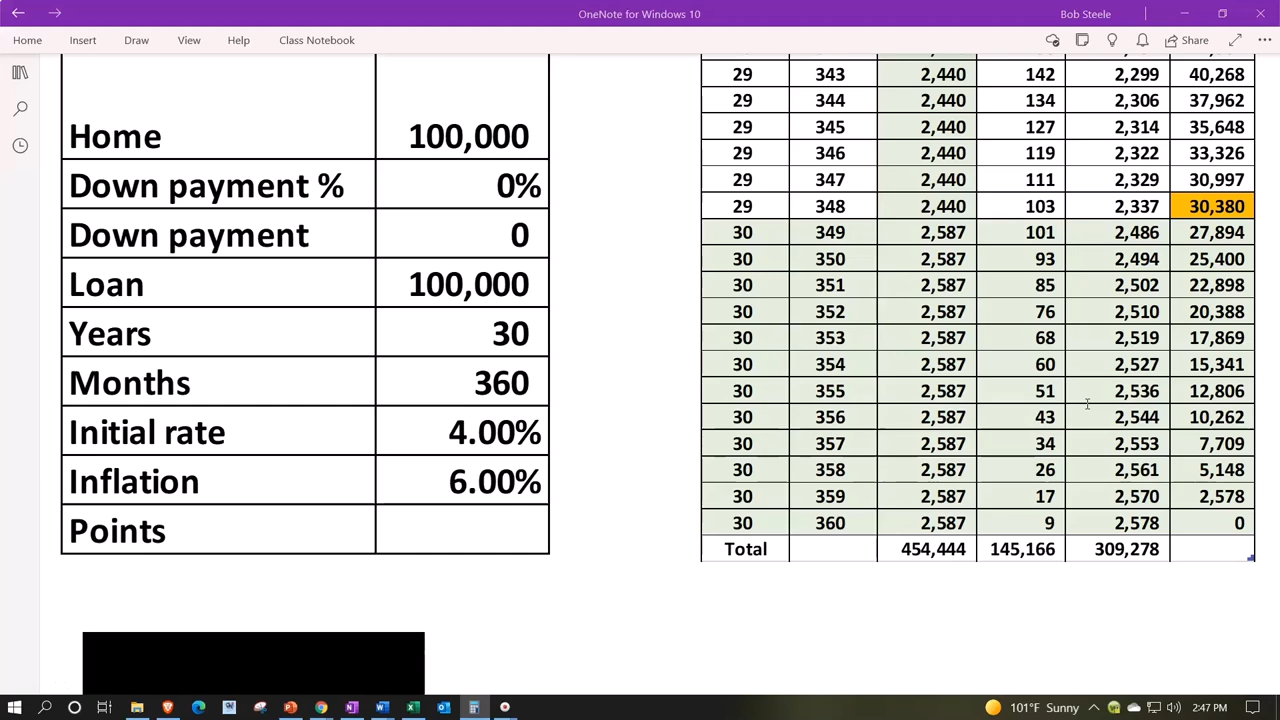 OneNote for Windows 10
Bob Steele
Home Insert Draw View Help Class Notebook
Share
Home 100,000
Down payment % 0%
Down payment 0
Loan 100,000
Years 30
Months 360
Initial rate 4.00%
Inflation 6.00%
Points
29 343 2,440 142 2,299 40,268
29 344 2,440 134 2,306 37,962
29 345 2,440 127 2,314 35,648
29 346 2,440 119 2,322 33,326
29 347 2,440 111 2,329 30,997
29 348 2,440 103 2,337 30,380
30 349 2,587 101 2,486 27,894
30 350 2,587 93 2,494 25,400
30 351 2,587 85 2,502 22,898
30 352 2,587 76 2,510 20,388
30 353 2,587 68 2,519 17,869
30 354 2,587 60 2,527 15,341
30 355 2,587 51 2,536 12,806
30 356 2,587 43 2,544 10,262
30 357 2,587 34 2,553 7,709
30 358 2,587 26 2,561 5,148
30 359 2,587 17 2,570 2,578
30 360 2,587 9 2,578 0
Total 454,444 145,166 309,278
101°F Sunny
2:47 PM